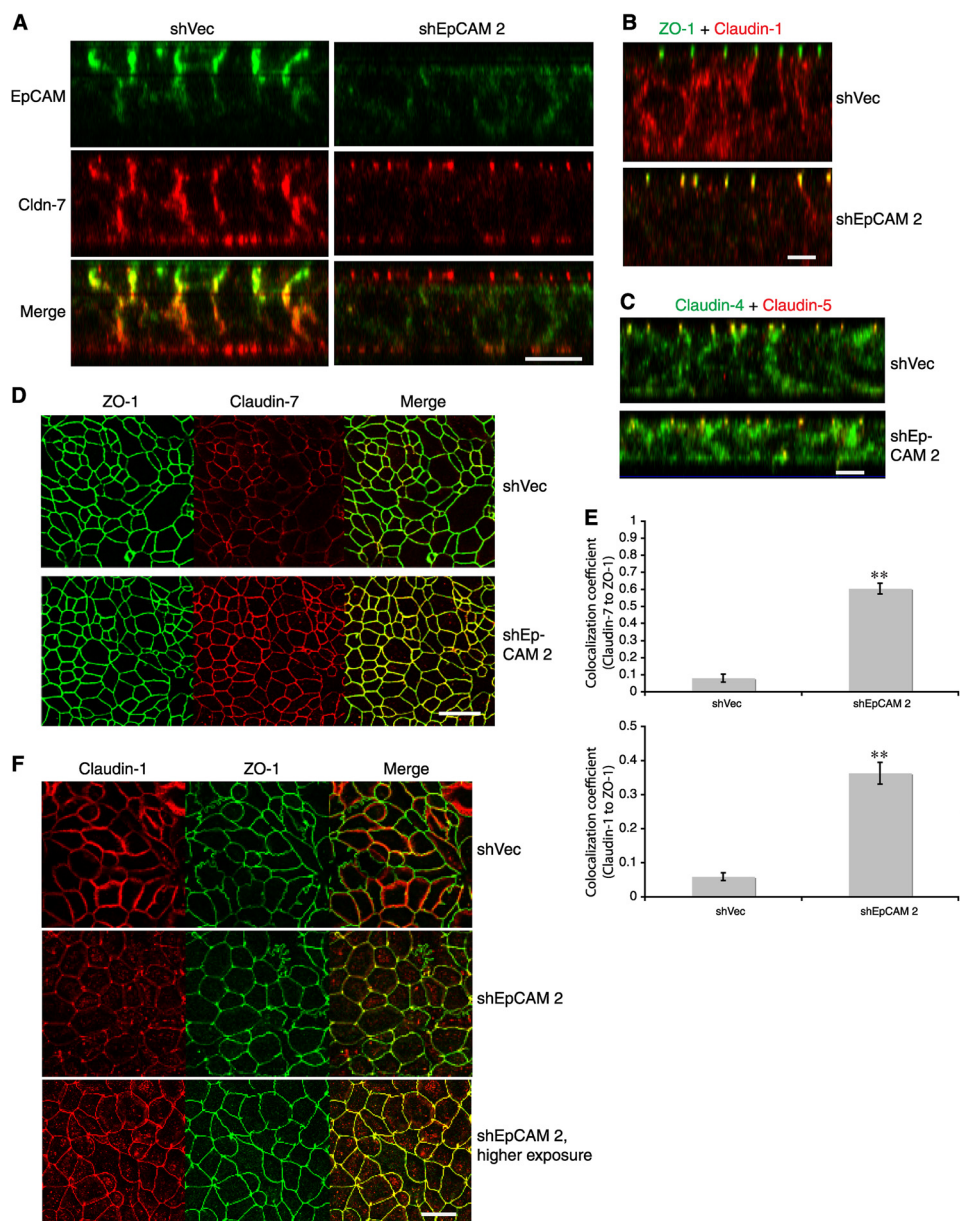 A
shVec
shEpCAM 2
EpCAM
Cldn-7
Merge
B
ZO-1 + Claudin-1
shVec
shEpCAM 2
C
Claudin-4 + Claudin-5
shVec
shEp-
CAM 2
D
ZO-1
Claudin-7
Merge
shVec
shEp-
CAM 2
E
Colocalization coefficient
(Claudin-7 to ZO-1)
1
0.9
0.8
0.7
0.6
0.5
0.4
0.3
0.2
0.1
0
**
shVec
shEpCAM 2
Colocalization coefficient
(Claudin-1 to ZO-1)
0.5
0.4
0.3
0.2
0.1
0
**
shVec
shEpCAM 2
F
Claudin-1
ZO-1
Merge
shVec
shEpCAM 2
shEpCAM 2,
higher exposure